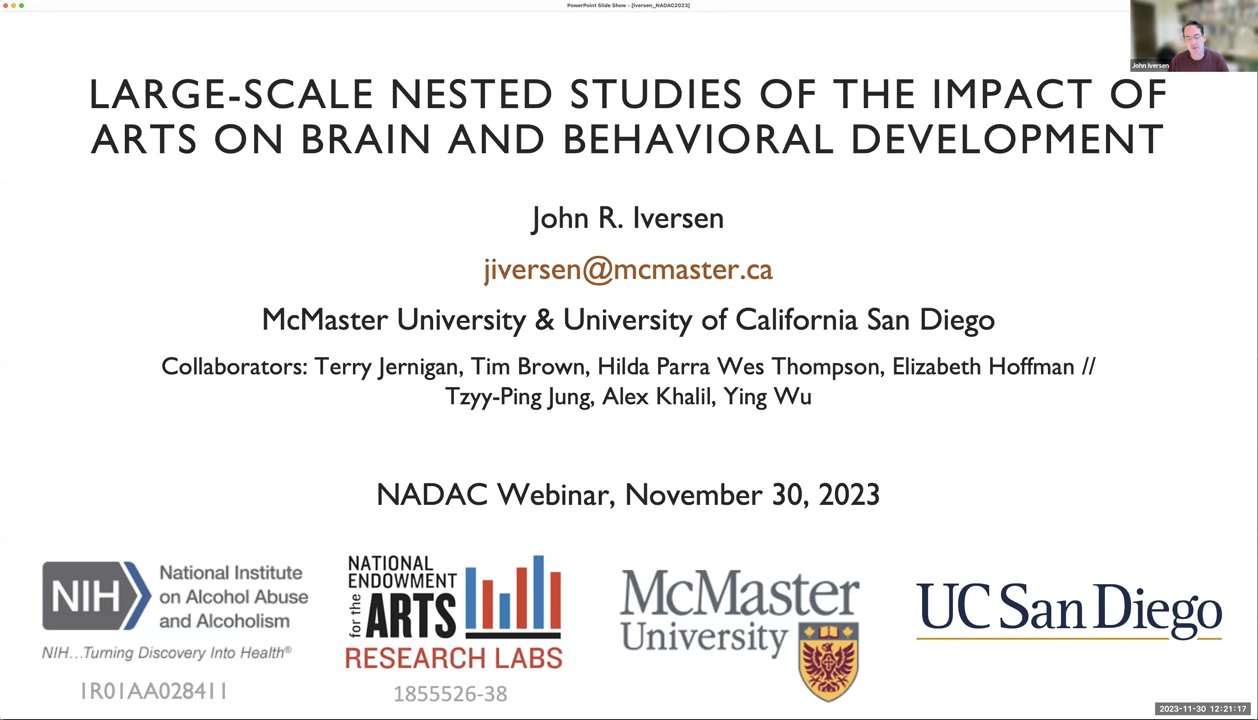 PowerPoint Slide Show - [Iversen_NADAC2023]
John Iversen
LARGE-SCALE NESTED STUDIES OF THE IMPACT OF
ARTS ON BRAIN AND BEHAVIORAL DEVELOPMENT
John R. Iversen
jiversen@mcmaster.ca
McMaster University & University of California San Diego
Collaborators: Terry Jernigan, Tim Brown, Hilda Parra Wes Thompson, Elizabeth Hoffman //
Tzyy-Ping Jung, Alex Khalil, Ying Wu
NADAC Webinar, November 30, 2023
NIH
National Institute
on Alcohol Abuse
and Alcoholism
NIH...Turning Discovery Into Health®
1R01AA028411
NATIONAL
ENDOWMENT
for the
ARTS
RESEARCH LABS
1855526-38
McMaster
University
UC San Diego
2023-11-30 12:21:17